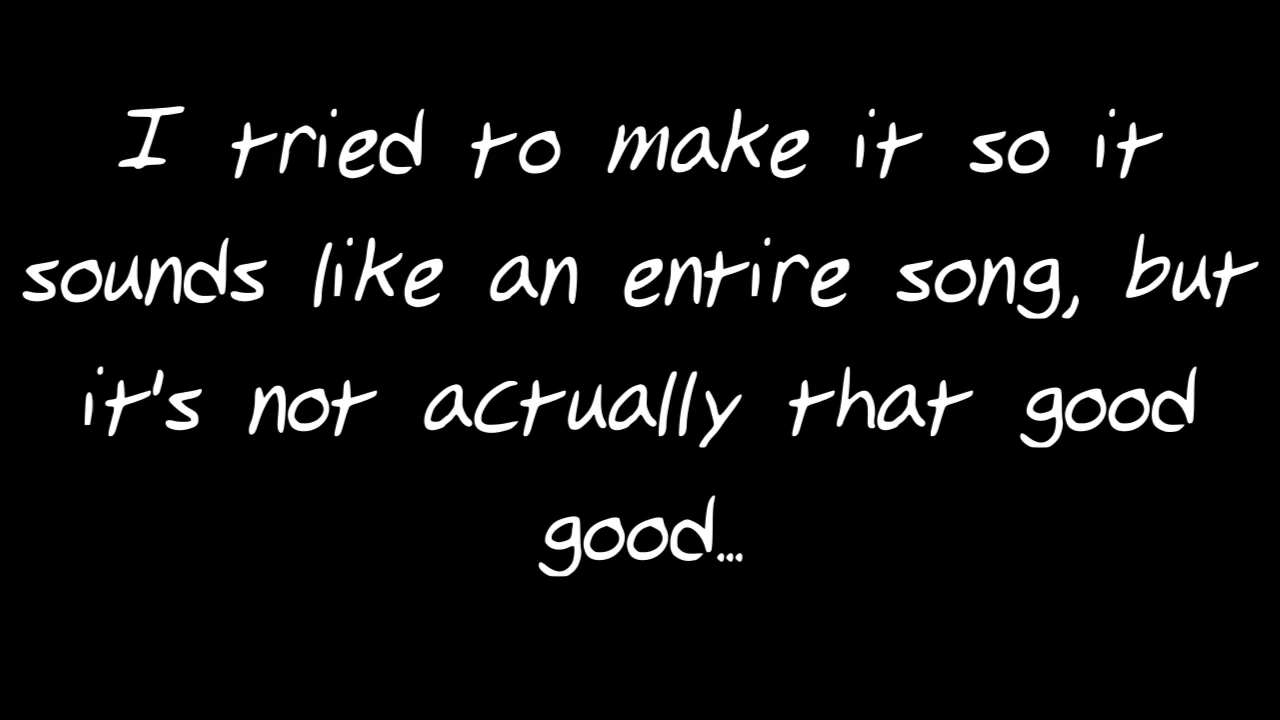 I tried to make it so it
sounds like an entire song, but
it's not actually that good
good...